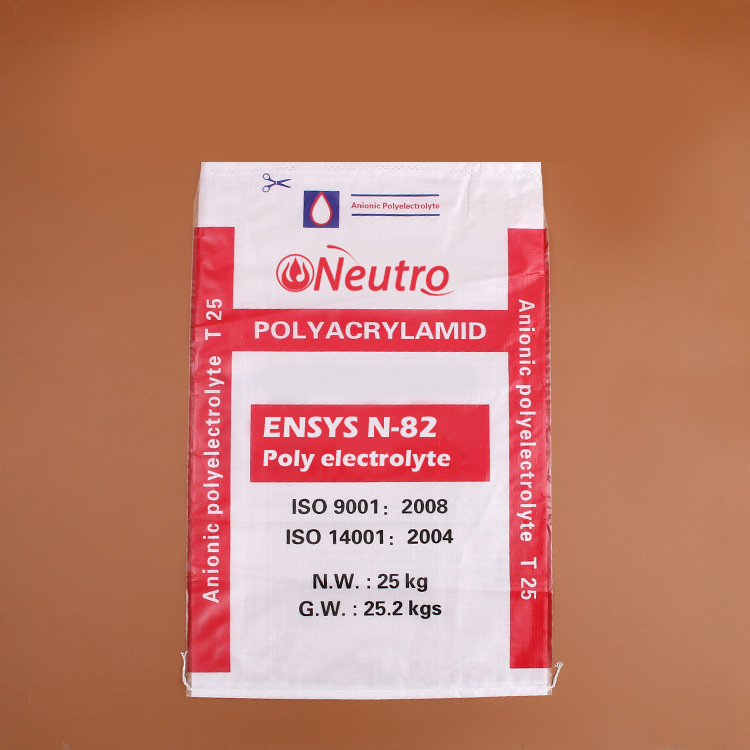 Anionic Polyelectrolyte
Neutro
POLYACRYLAMID
ENSYS N-82
Poly electrolyte
ISO 9001: 2008
ISO 14001: 2004
N.W. : 25 kg
G.W. : 25.2 kgs
Anionic polyelectrolyte T 25
Anionic polyelectrolyte T 25